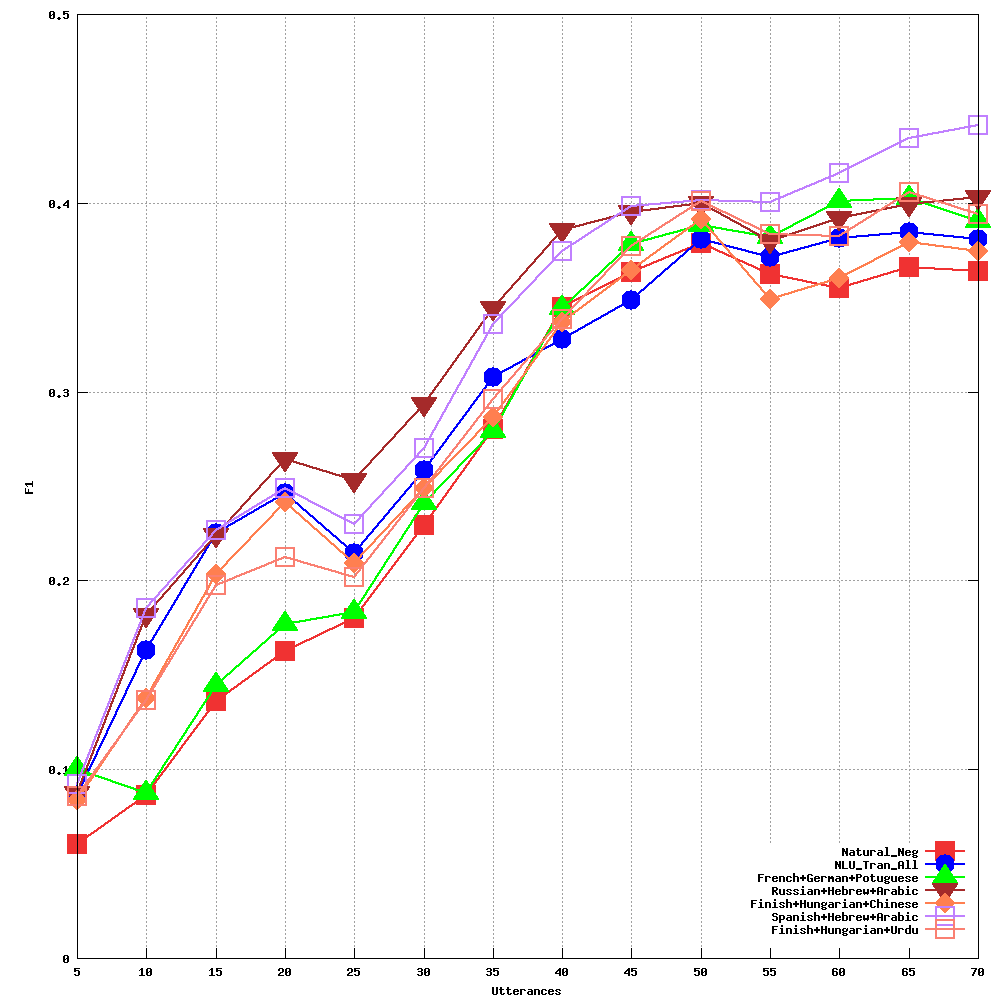 0.5
0.4
0.3
0.2
0.1
0
F1
5 10 15 20 25 30 35 40 45 50 55 60 65 70
Utterances
Natural_Neg
NLU_Tran_All
French+German+Potuguese
Russian+Hebrew+Arabic
Finish+Hungarian+Chinese
Spanish+Hebrew+Arabic
Finish+Hungarian+Urdu